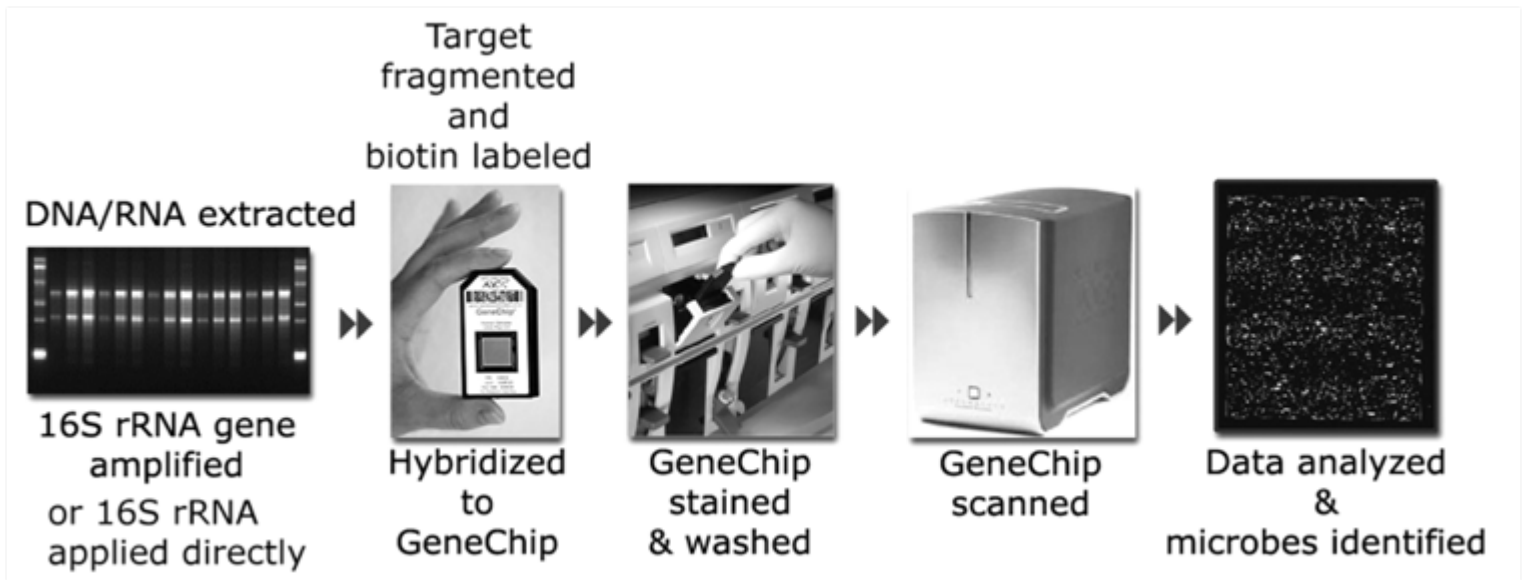 DNA/RNA extracted
16S rRNA gene
amplified
or 16S rRNA
applied directly
Target
fragmented
and
biotin labeled
GeneChip
Hybridized
to
GeneChip
GeneChip
stained
& washed
GeneChip
scanned
Data analyzed
&
microbes identified